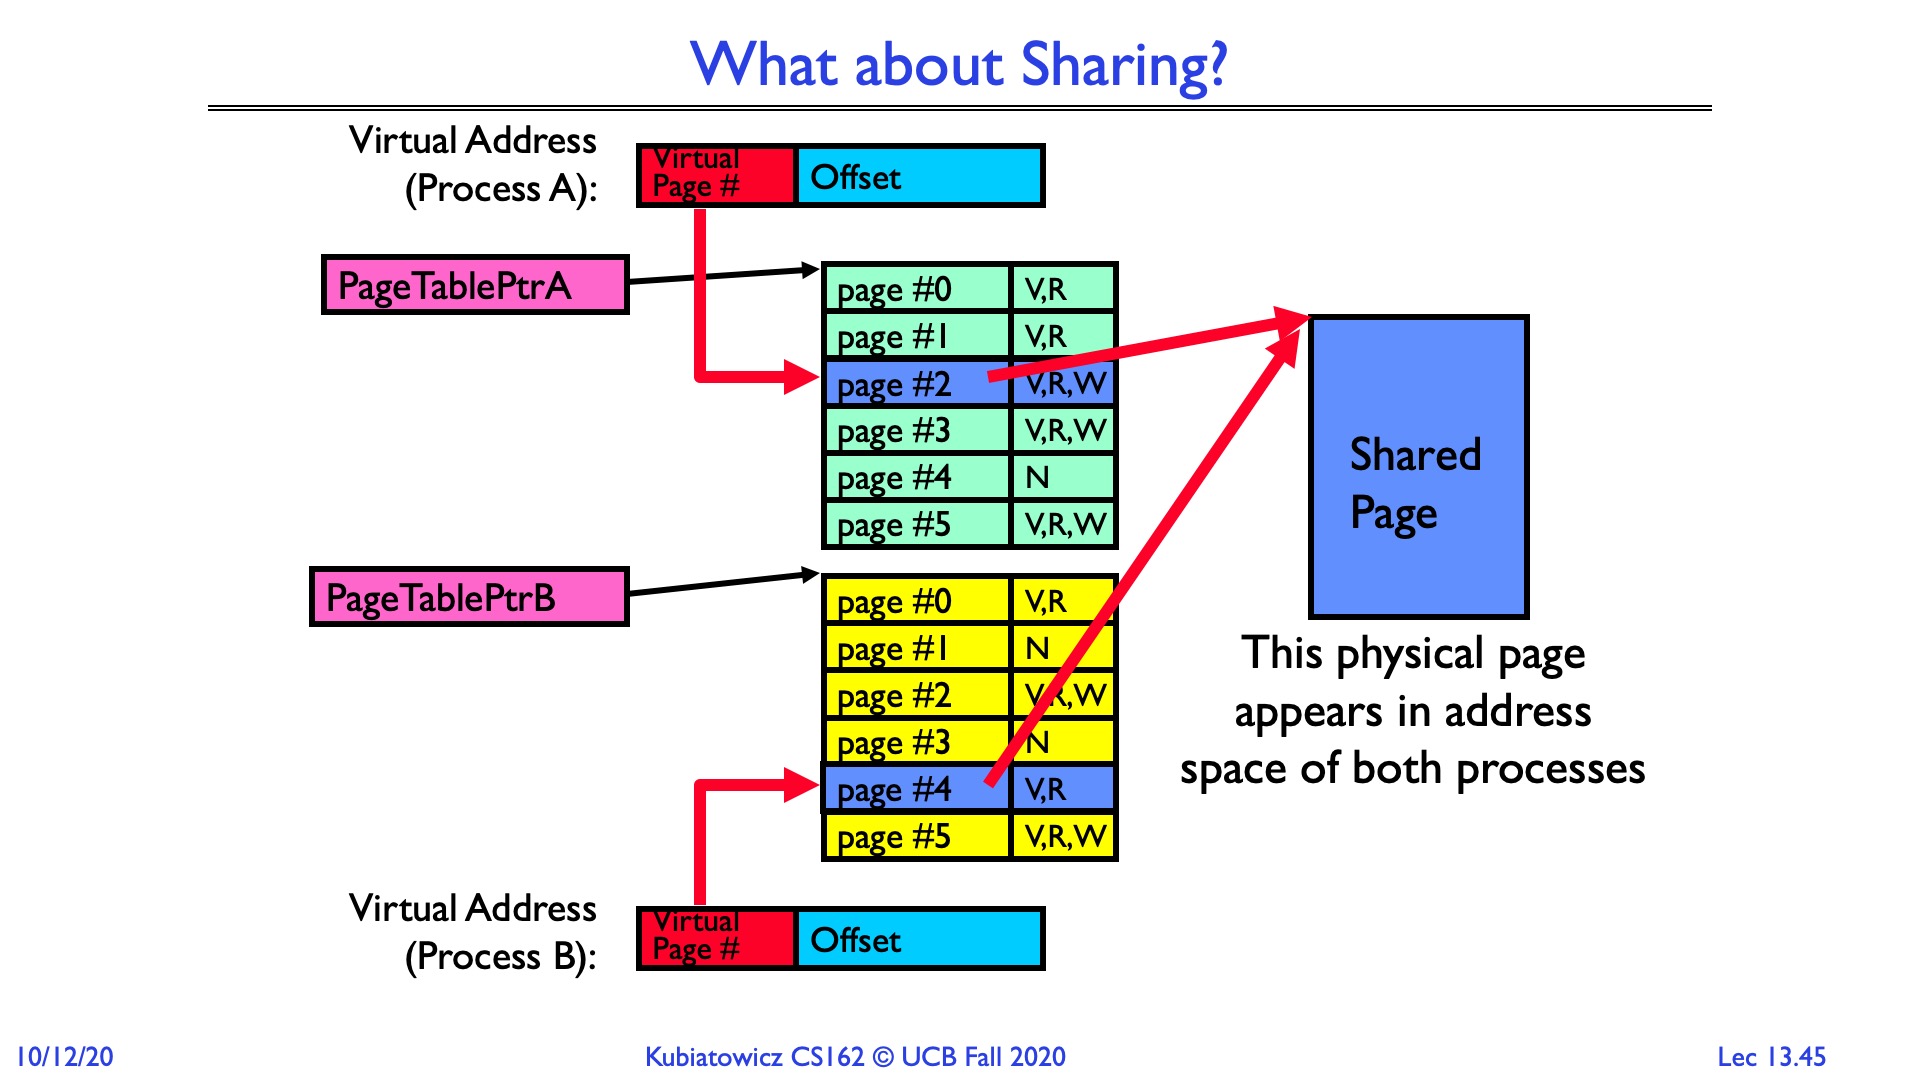 What about Sharing?
Virtual Address
(Process A):
Virtual
Page #
Offset
PageTablePtrA
page #0 V,R
page #1 V,R
page #2 V,R,W
page #3 V,R,W
page #4 N
page #5 V,R,W
Shared
Page
PageTablePtrB
page #0 V,R
page #1 N
page #2 V,R,W
page #3 N
page #4 V,R
page #5 V,R,W
This physical page
appears in address
space of both processes
Virtual Address
(Process B):
Virtual
Page #
Offset
10/12/20
Kubiatowicz CS162 © UCB Fall 2020
Lec 13.45